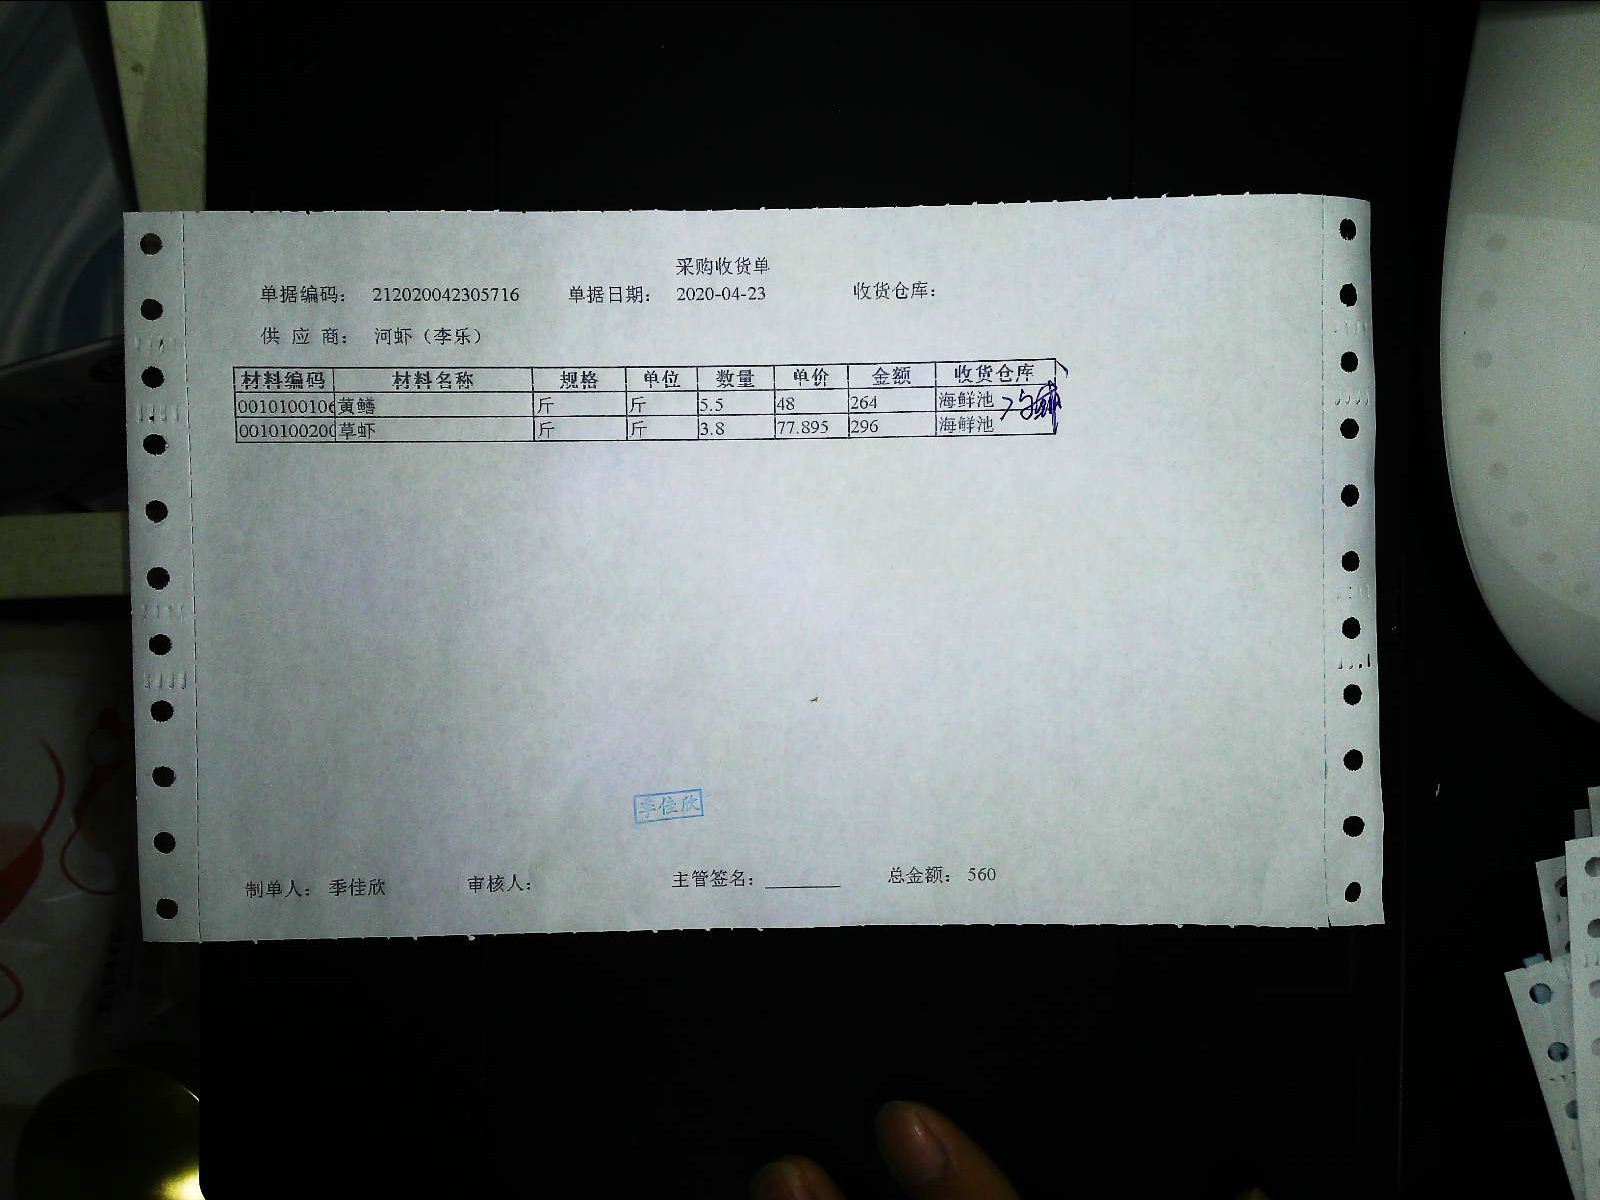 采购收货单
单据编码： 212020042305716 单据日期： 2020-04-23 收货仓库：
供 应 商： 河虾（李乐）
材料编码 材料名称 规格 单位 数量 单价 金额 收货仓库
0010100106 黄鳝 斤 斤 5.5 48 264 海鲜池
0010100200 草虾 斤 斤 3.8 77.895 296 海鲜池
季佳欣
制单人： 季佳欣 审核人： 主管签名：________ 总金额： 560